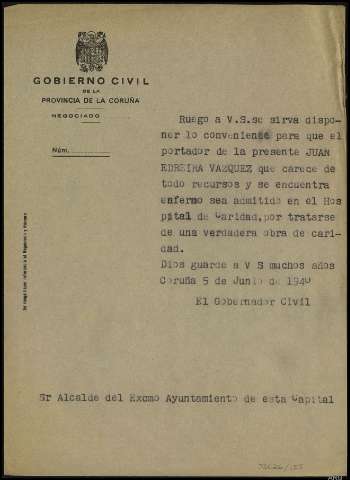 GOBIERNO CIVIL
DE LA
PROVINCIA DE LA CORUÑA
NEGOCIADO
Núm.
Ruego a V.S.se sirva dispo-
ner lo conveniente para que el
portador de la presente JUAN
EDREIRA VAZQUEZ que carece de
todo recursos y se encuentra
enfermo sea admitido en el Hos
pital de Caridad,por tratarse
de una verdadera obra de cari-
dad.
Dios guarde a V S muchos años
Coruña 5 de Junio de 1940
El Gobernador Civil
Sr Alcalde del Excmo Ayuntamiento de esta Capital